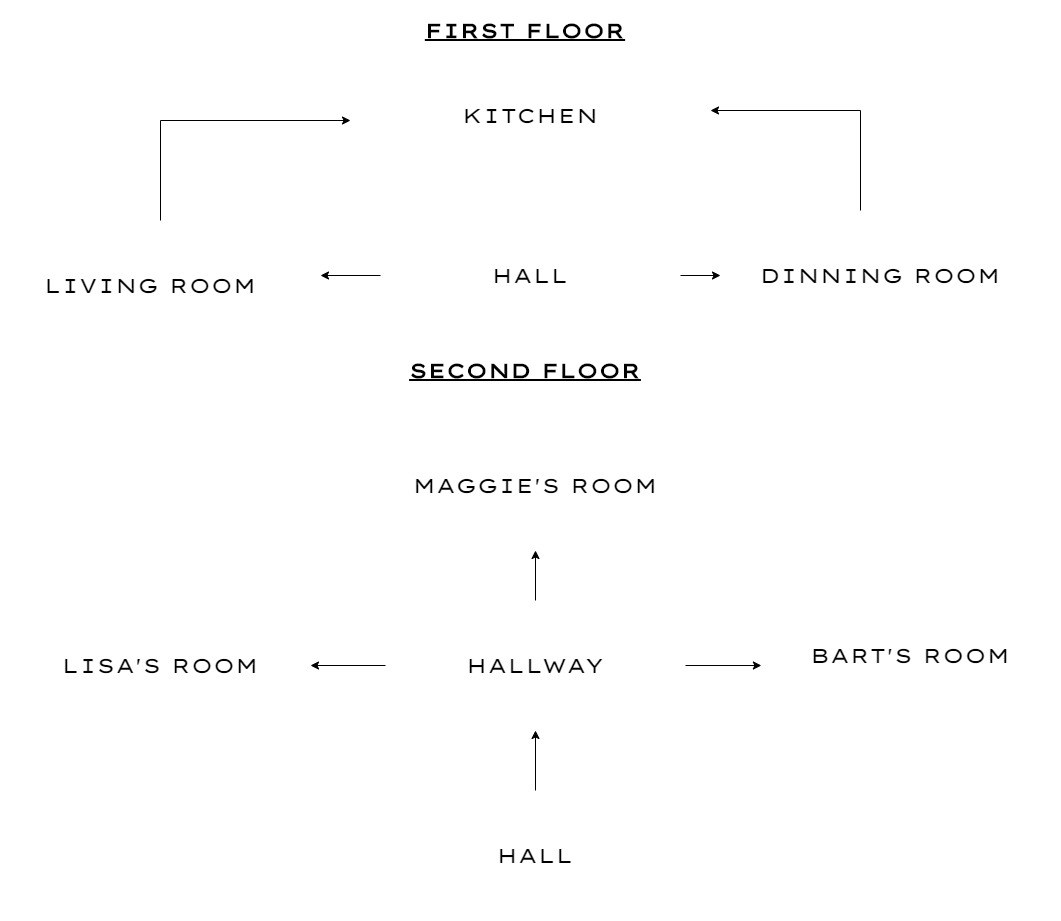 FIRST FLOOR
KITCHEN
LIVING ROOM
HALL
DINNING ROOM
SECOND FLOOR
MAGGIE'S ROOM
LISA'S ROOM
HALLWAY
BART'S ROOM
HALL